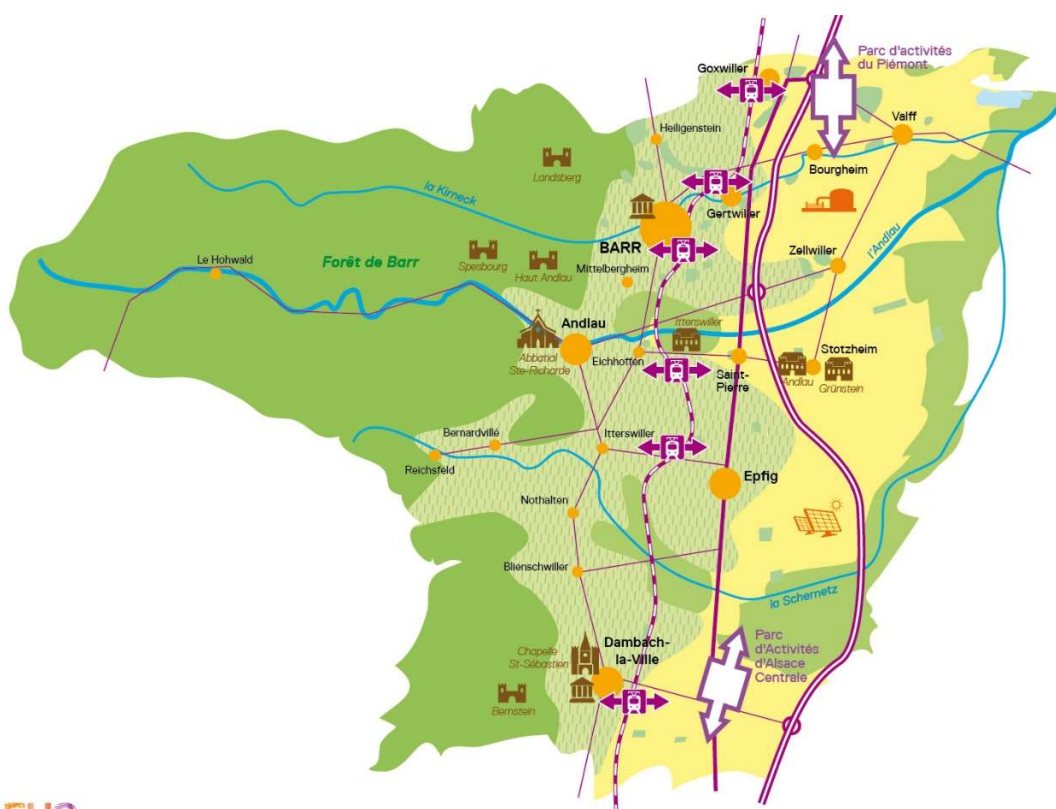 Parc d'activités
du Piémont
Goxwiller
Valff
Heiligenstein
Bourgheim
Landsberg
la Kirneck
Gertwiller
BARR
l'Andlau
Zellwiller
Le Hohwald
Forêt de Barr
Spesbourg
Haut Andlau
Mittelbergheim
Andlau
Itterswiller
Abbatial
Ste-Richarde
Eichhoffen
Saint-
Pierre
Stotzheim
Andlau
Grünstein
Bernardvillé
Itterswiller
Reichsfeld
Epfig
Nothalten
Blienschwiller
la Schernetz
Parc
d'Activités
d'Alsace
Centrale
Chapelle
St-Sébastien
Dambach-
la-Ville
Bernstein